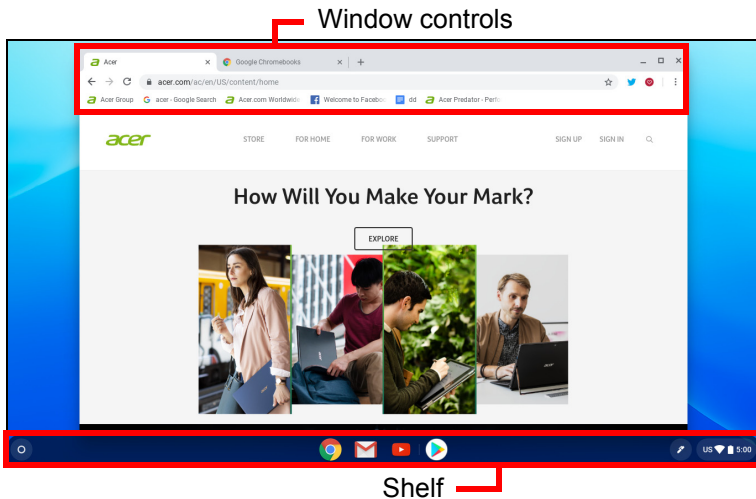 Window controls
Acer
Google Chromebooks
acer.com/ac/en/US/content/home
Acer Group acer - Google Search Acer.com Worldwide Welcome to Faceboo dd Acer Predator - Perfo
acer STORE FOR HOME FOR WORK SUPPORT SIGN UP SIGN IN
How Will You Make Your Mark?
EXPLORE
US 5:00
Shelf